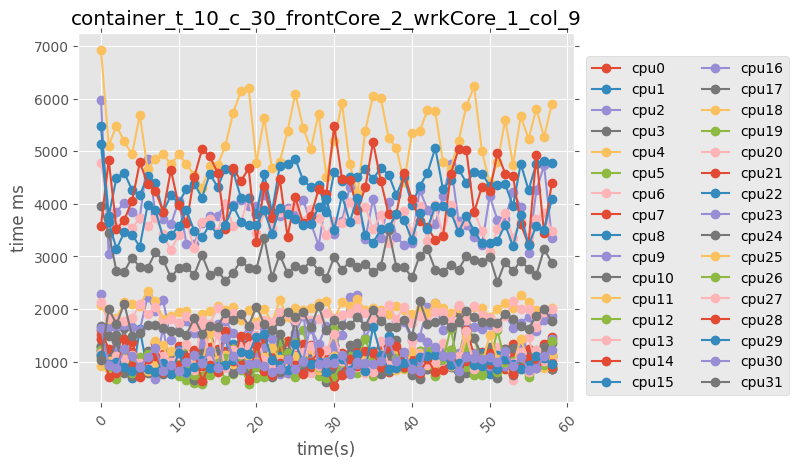 container_t_10_c_30_frontCore_2_wrkCore_1_col_9
time ms
7000
6000
5000
4000
3000
2000
1000
0
10
20
30
40
50
60
time(s)
cpu0
cpu1
cpu2
cpu3
cpu4
cpu5
cpu6
cpu7
cpu8
cpu9
cpu10
cpu11
cpu12
cpu13
cpu14
cpu15
cpu16
cpu17
cpu18
cpu19
cpu20
cpu21
cpu22
cpu23
cpu24
cpu25
cpu26
cpu27
cpu28
cpu29
cpu30
cpu31